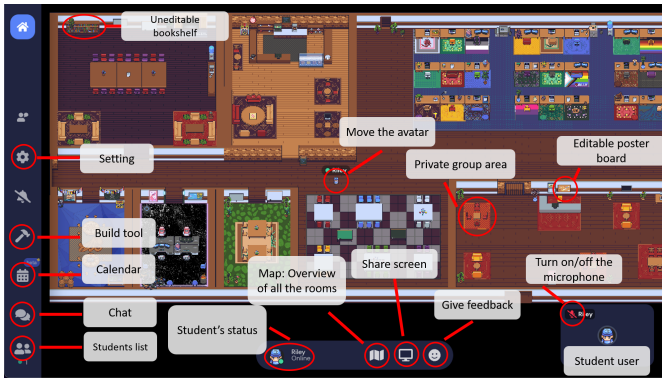 Uneditable
bookshelf
Move the avatar
RILEY
Editable poster
board
Private group area
Setting
Build tool
Calendar
Map: Overview
of all the rooms
Share screen
Turn on/off the
microphone
Chat
Student's status
Give feedback
Riley
Students list
Riley
Online
Student user